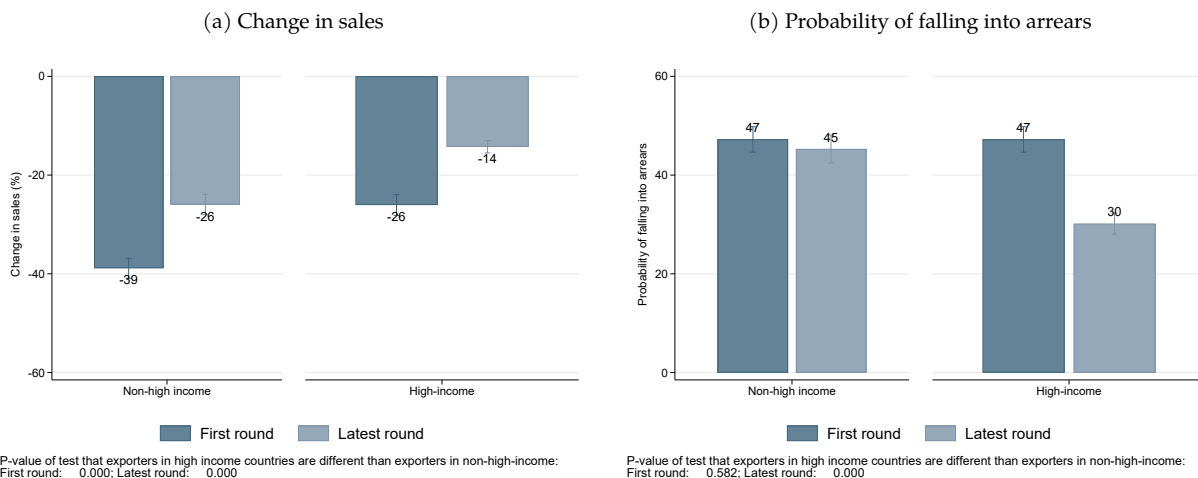 (a) Change in sales
0
-20
-40
-60
Change in sales (%)
-39
-26
-26
-14
Non-high income
High-income
First round
Latest round
P-value of test that exporters in high income countries are different than exporters in non-high-income:
First round: 0.000; Latest round: 0.000
(b) Probability of falling into arrears
60
40
20
0
Probability of falling into arrears
47
45
47
30
Non-high income
High-income
First round
Latest round
P-value of test that exporters in high income countries are different than exporters in non-high-income:
First round: 0.582; Latest round: 0.000